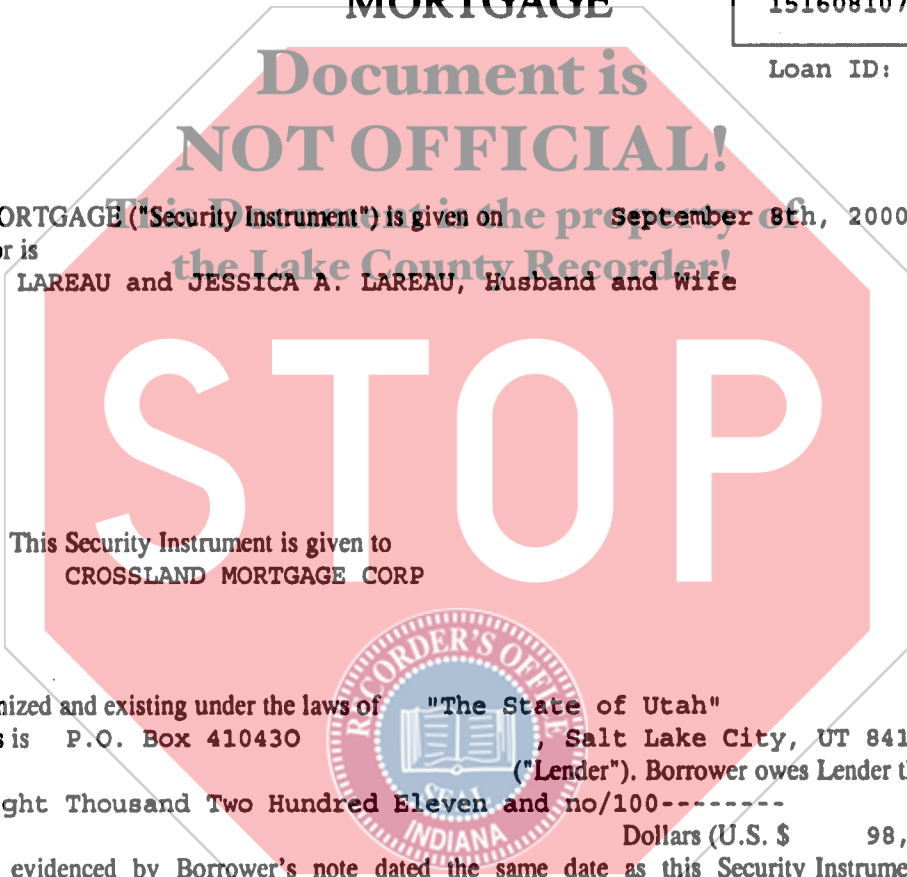 MORTGAGE
151608107
Loan ID:
Document is
NOT OFFICIAL!
This Document is the property of
the Lake County Recorder!
ORTGAGE ("Security Instrument") is given on September 8th, 2000
or is
LAREAU and JESSICA A. LAREAU, Husband and Wife
STOP
This Security Instrument is given to
CROSSLAND MORTGAGE CORP
nized and existing under the laws of "The State of Utah"
s is P.O. Box 410430 , Salt Lake City, UT 841
("Lender"). Borrower owes Lender th
ght Thousand Two Hundred Eleven and no/100--------
Dollars (U.S. $ 98,
evidenced by Borrower's note dated the same date as this Security Instrume
RECORDER'S OFFICE
SEAL
INDIANA